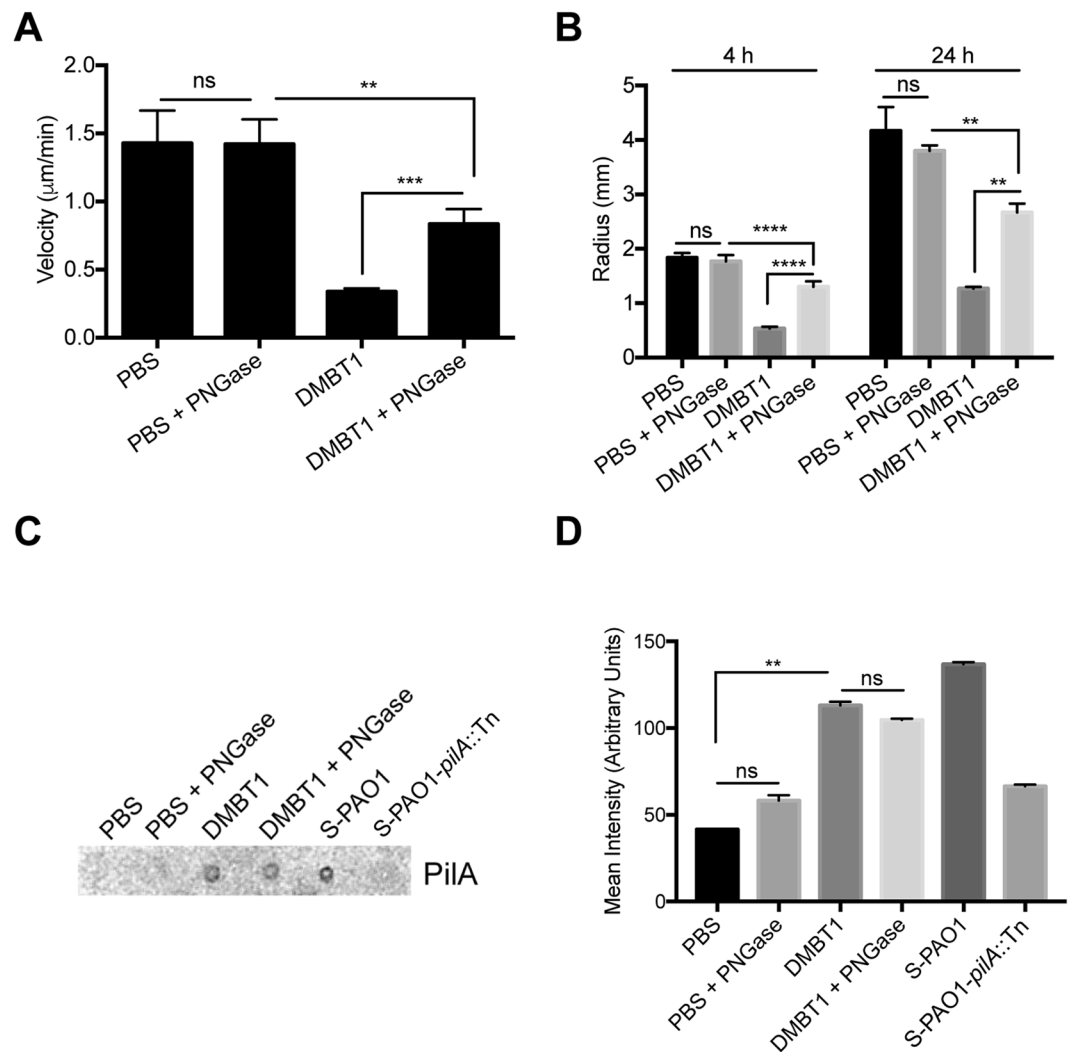 A
Velocity (μm/min)
2.0
1.5
1.0
0.5
0.0
ns
**
***
PBS
PBS + PNGase
DMBT1
DMBT1 + PNGase
B
Radius (mm)
5
4
3
2
1
0
4 h
24 h
ns
****
****
ns
**
**
PBS
PBS + PNGase
DMBT1
DMBT1 + PNGase
PBS
PBS + PNGase
DMBT1
DMBT1 + PNGase
C
PBS
PBS + PNGase
DMBT1
DMBT1 + PNGase
S-PAO1
S-PAO1-pilA::Tn
PilA
D
Mean Intensity (Arbitrary Units)
150
100
50
0
ns
**
ns
PBS
PBS + PNGase
DMBT1
DMBT1 + PNGase
S-PAO1
S-PAO1-pilA::Tn